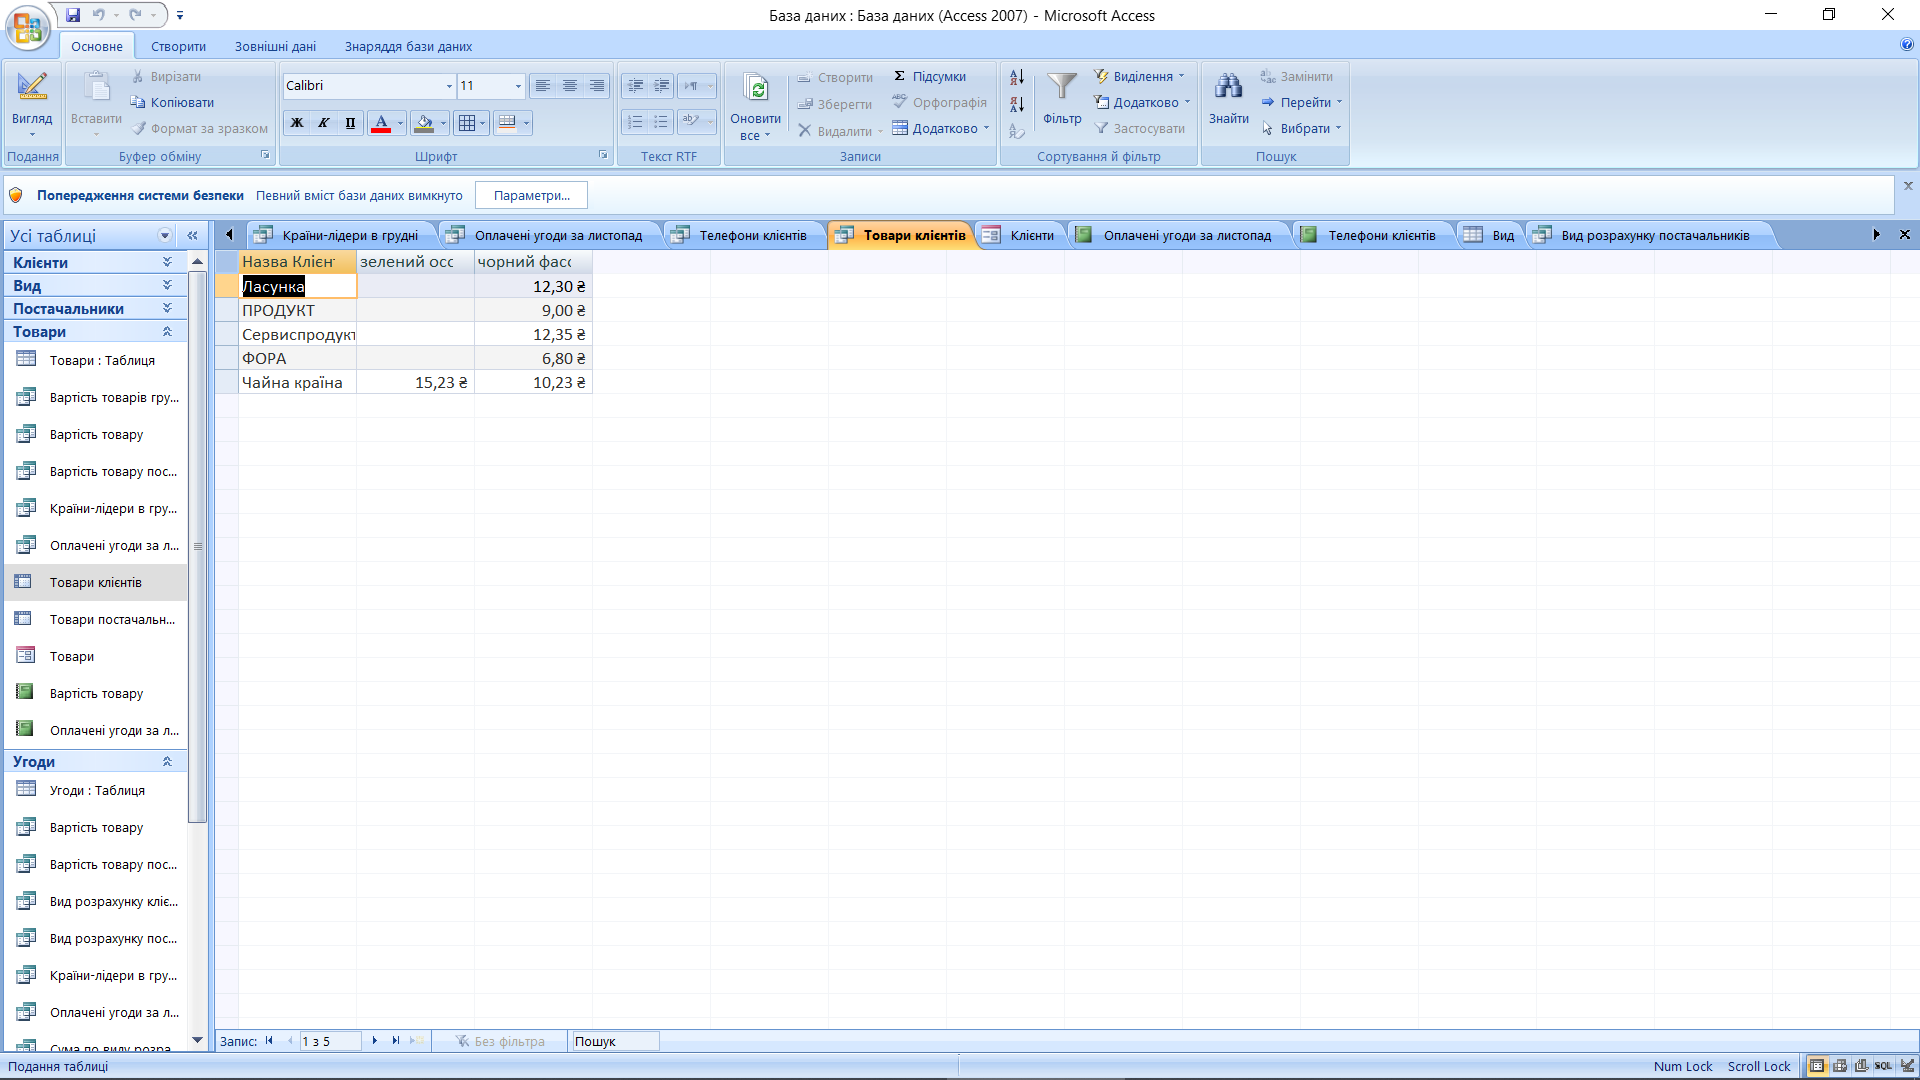 База даних : База даних (Access 2007) - Microsoft Access
Основне Створити Зовнішні дані Знаряддя бази даних
Вигляд
Подання
Вставити
Вирізати
Копіювати
Формат за зразком
Буфер обміну
Calibri 11
Ж К П А
Шрифт
Текст RTF
Оновити
все
Створити
Зберегти
Видалити
Σ Підсумки
Орфографія
Додатково
Записи
Фільтр
Виділення
Додатково
Застосувати
Сортування й фільтр
Знайти
Замінити
Перейти
Вибрати
Пошук
Попередження системи безпеки Певний вміст бази даних вимкнуто Параметри...
Усі таблиці
Клієнти
Вид
Постачальники
Товари
Товари : Таблиця
Вартість товарів гру...
Вартість товару
Вартість товару пос...
Країни-лідери в гру...
Оплачені угоди за л...
Товари клієнтів
Товари постачальн...
Товари
Вартість товару
Оплачені угоди за л...
Угоди
Угоди : Таблиця
Вартість товару
Вартість товару пос...
Вид розрахунку кліє...
Вид розрахунку пос...
Країни-лідери в гру...
Оплачені угоди за л...
Сума по виду розра...
Країни-лідери в грудні Оплачені угоди за листопад Телефони клієнтів Товари клієнтів Клієнти Оплачені угоди за листопад Телефони клієнтів Вид Вид розрахунку постачальників
Назва Клієн зелений осо чорний фасо
Ласунка 12,30 ₴
ПРОДУКТ 9,00 ₴
Сервиспродукт 12,35 ₴
ФОРА 6,80 ₴
Чайна країна 15,23 ₴ 10,23 ₴
Запис: 1 з 5 Без фільтра Пошук
Подання таблиці Num Lock Scroll Lock SQL